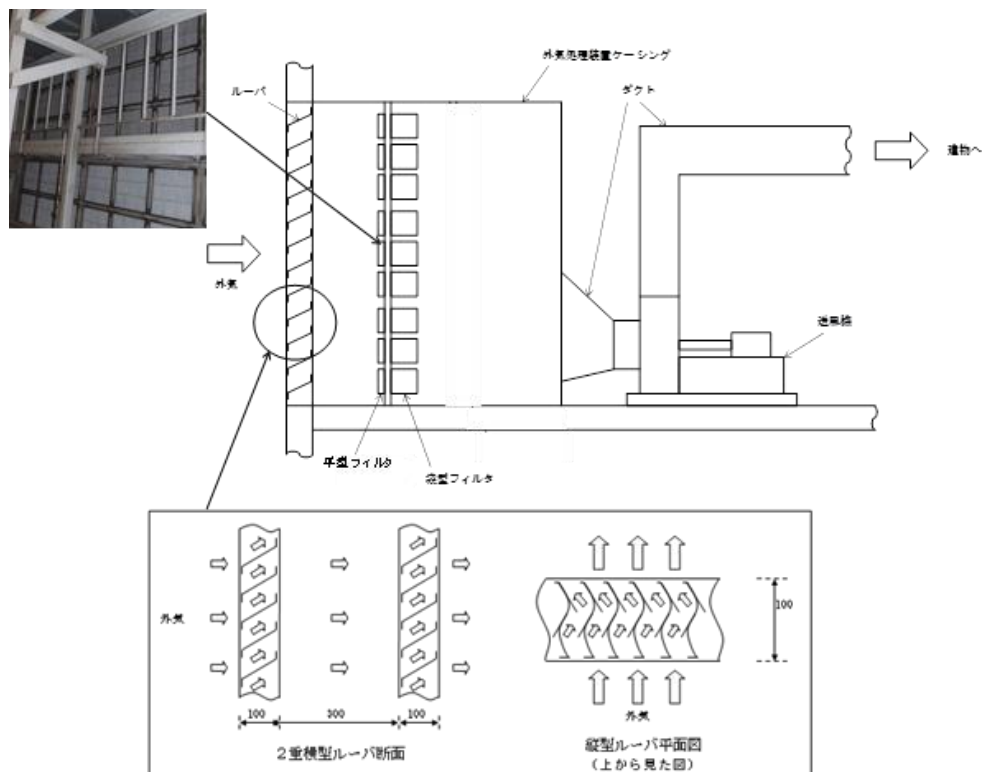 外気処理装置ケーシング
ルーバ
ダクト
建物へ
外気
送風機
平型フィルタ
袋型フィルタ
外気
100
300
100
2重横型ルーバ断面
100
外気
縦型ルーバ平面図
(上から見た図)